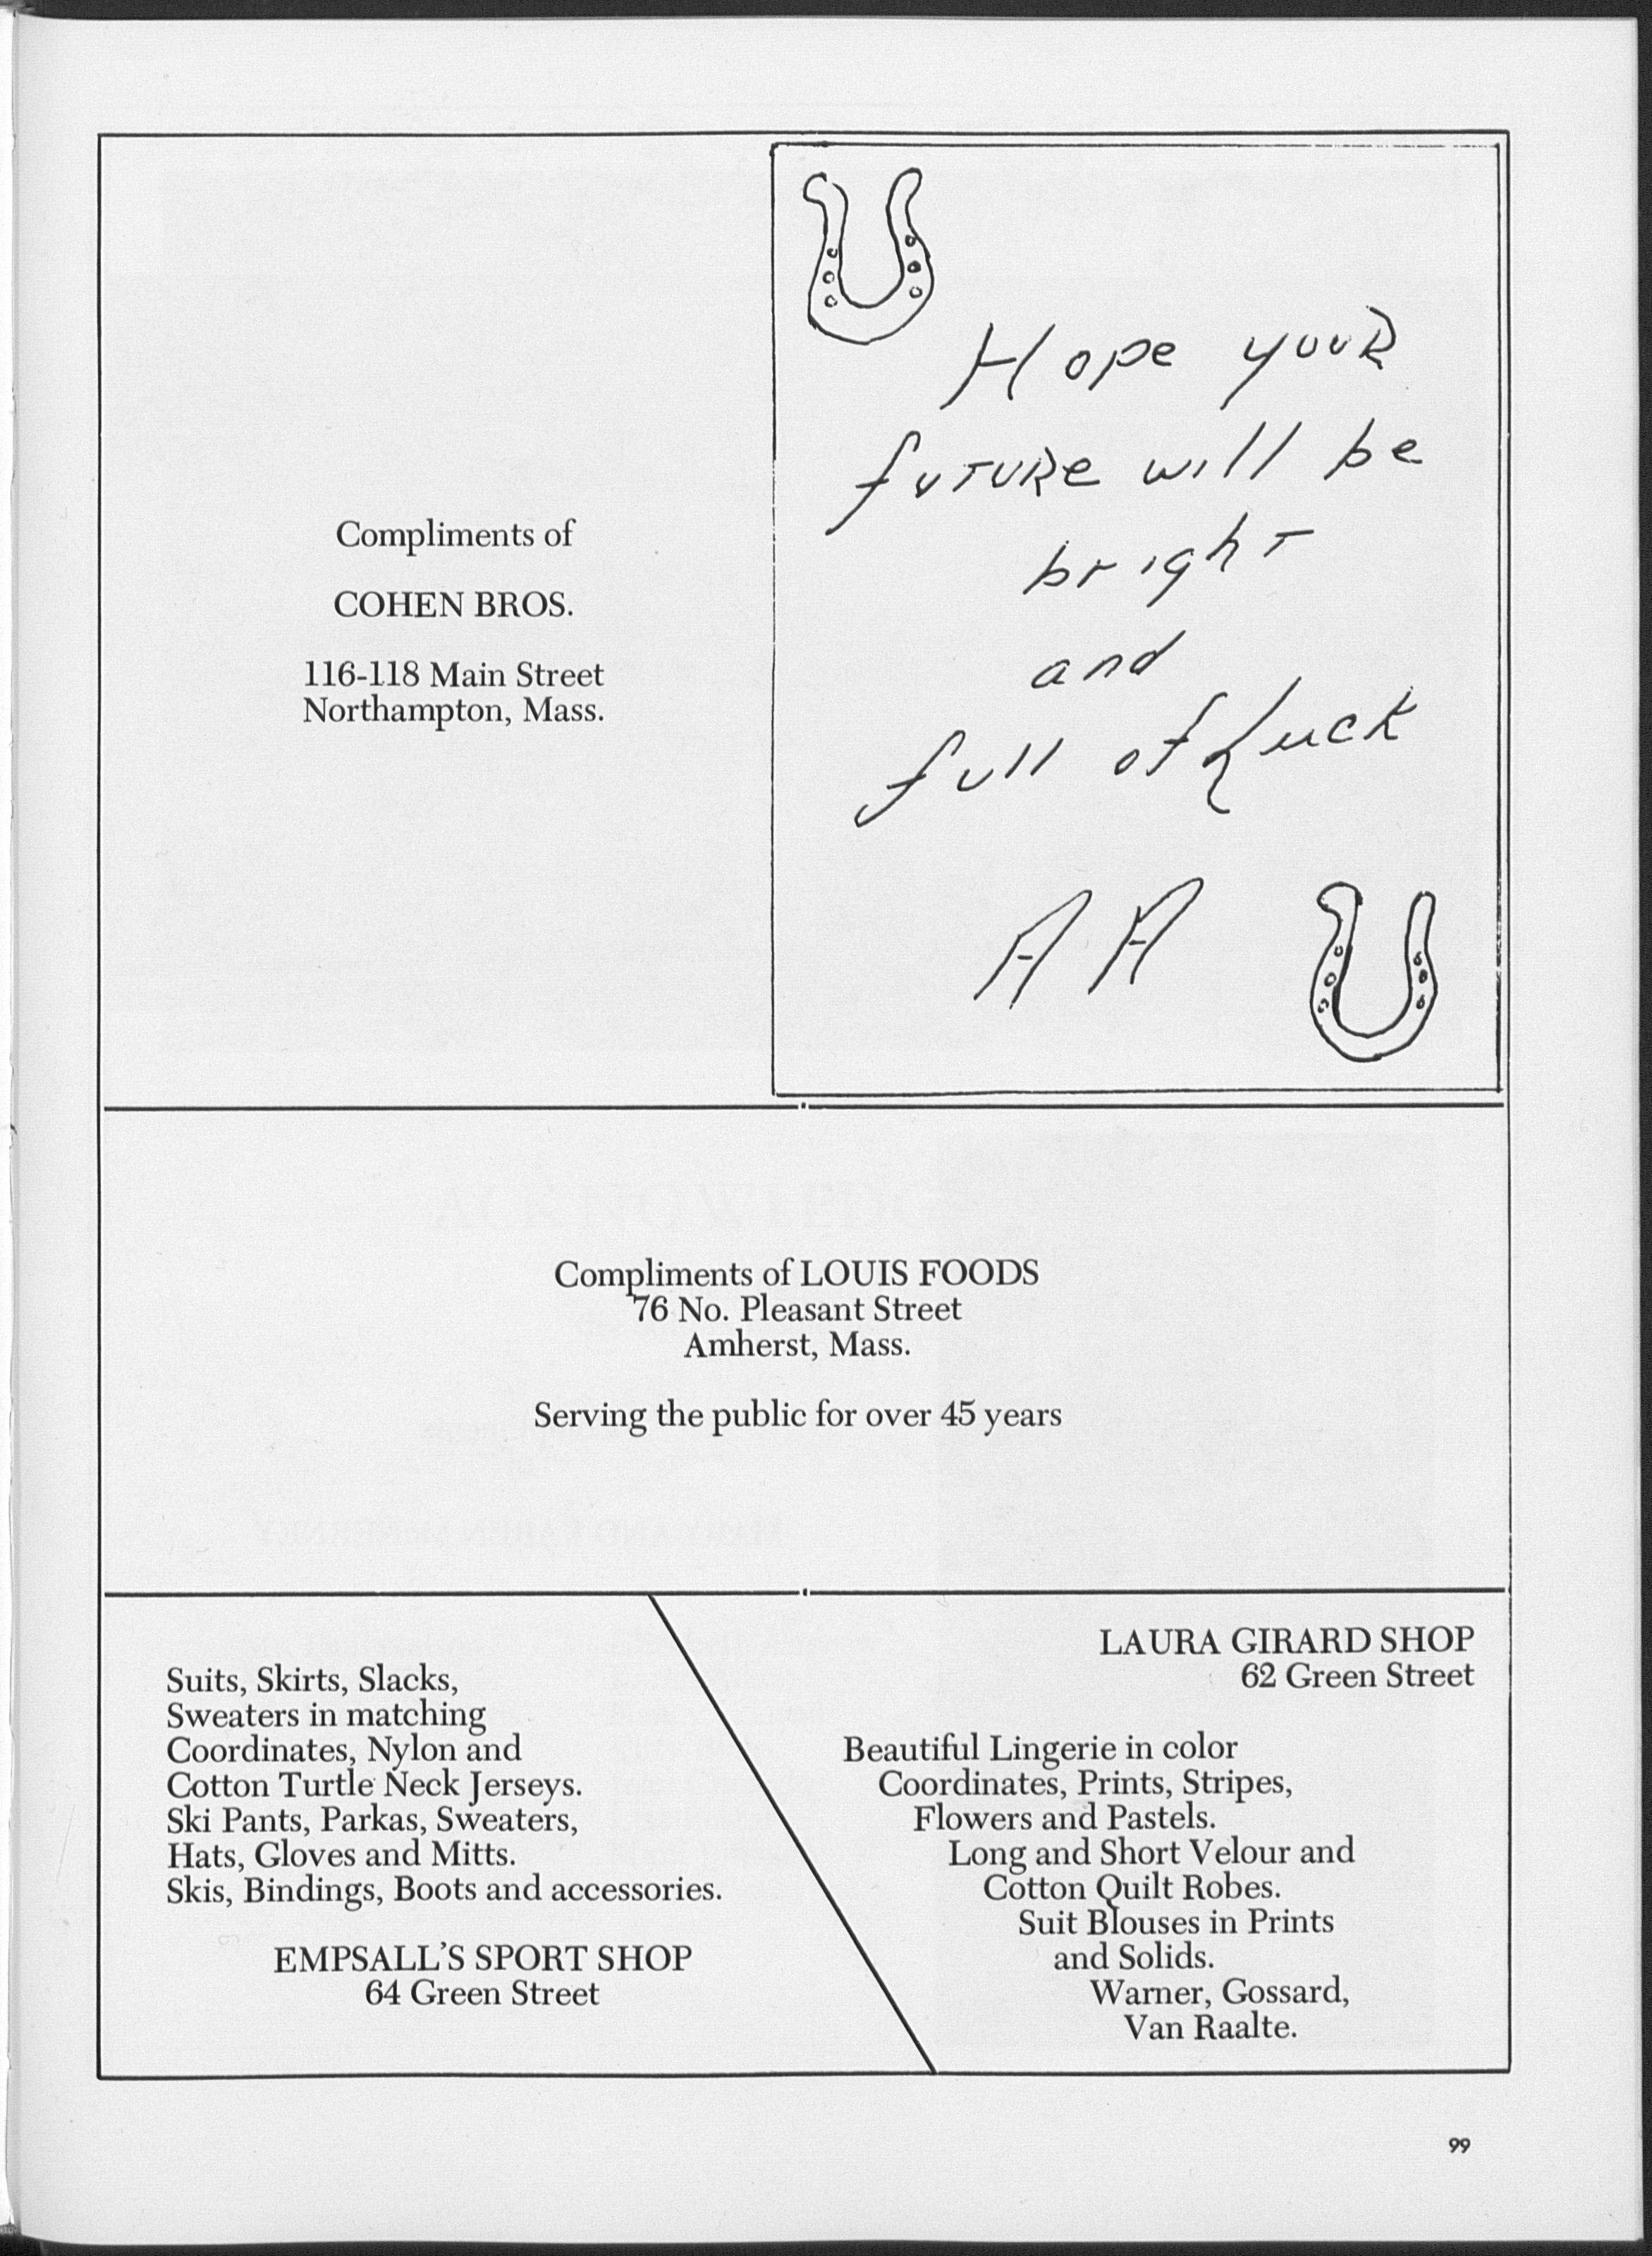 Compliments of
COHEN BROS.
116-118 Main Street
Northampton, Mass.
Hope youR
fuTuRe will be
bright
and
full of Luck
A A
Compliments of LOUIS FOODS
76 No. Pleasant Street
Amherst, Mass.
Serving the public for over 45 years
Suits, Skirts, Slacks,
Sweaters in matching
Coordinates, Nylon and
Cotton Turtle Neck Jerseys.
Ski Pants, Parkas, Sweaters,
Hats, Gloves and Mitts.
Skis, Bindings, Boots and accessories.
EMPSALL'S SPORT SHOP
64 Green Street
LAURA GIRARD SHOP
62 Green Street
Beautiful Lingerie in color
Coordinates, Prints, Stripes,
Flowers and Pastels.
Long and Short Velour and
Cotton Quilt Robes.
Suit Blouses in Prints
and Solids.
Warner, Gossard,
Van Raalte.
99